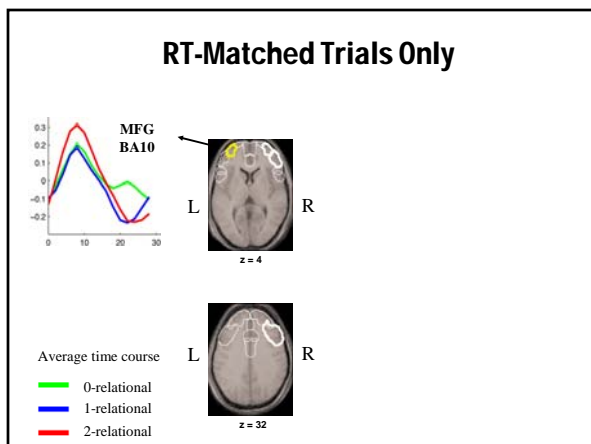 RT-Matched Trials Only
MFG
BA10
0.3
0.2
0.1
0
−0.1
−0.2
0 10 20 30
L R
z = 4
L R
z = 32
Average time course
0-relational
1-relational
2-relational